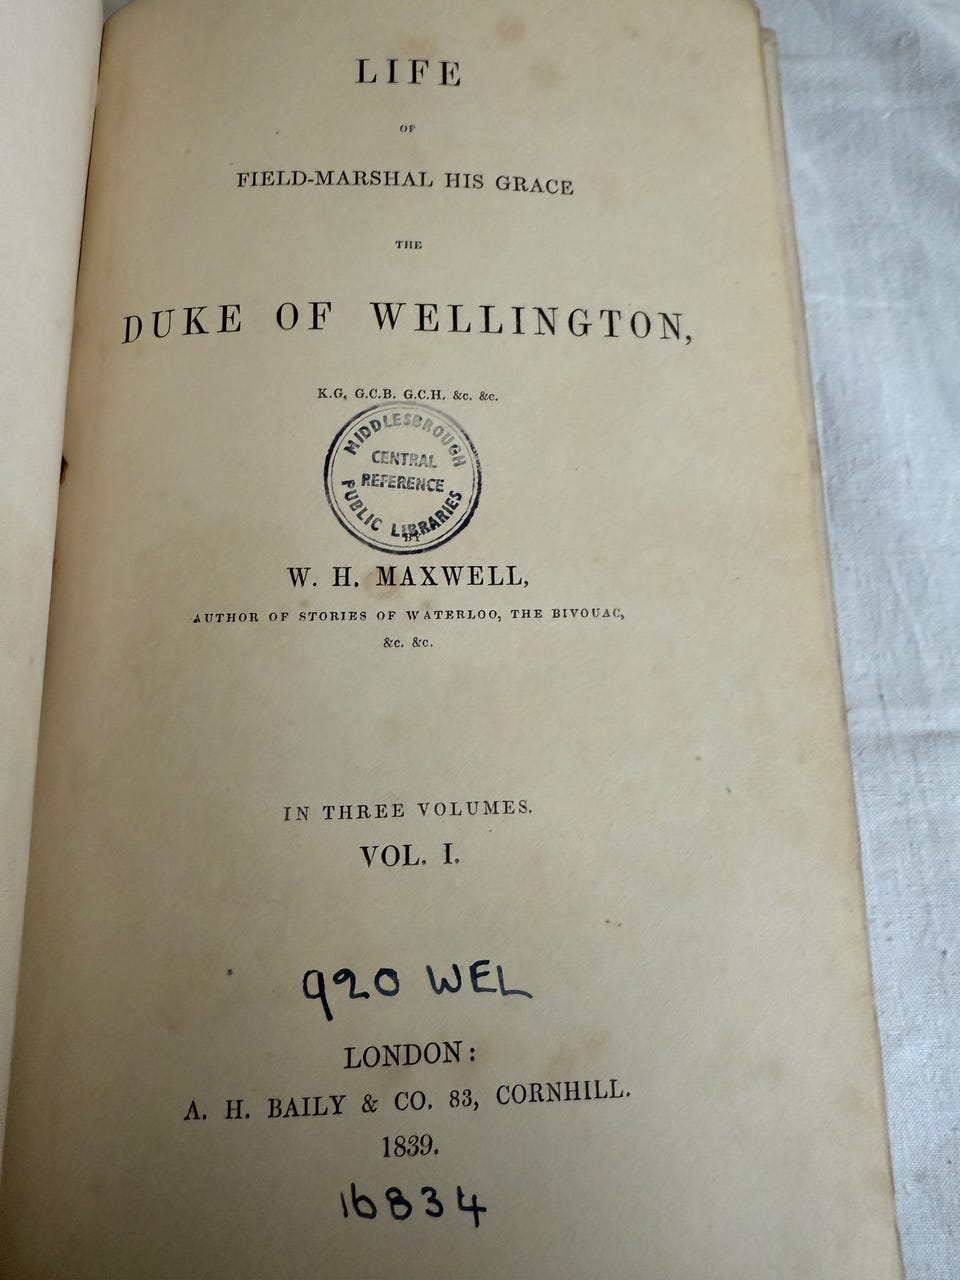 LIFE
OF
FIELD-MARSHAL HIS GRACE
THE
DUKE OF WELLINGTON,
K.G. G.C.B. G.C.H. &c. &c.
MIDDLESBROUGH
CENTRAL
REFERENCE
PUBLIC LIBRARIES
BY
W. H. MAXWELL,
AUTHOR OF STORIES OF WATERLOO, THE BIVOUAC,
&c. &c.
IN THREE VOLUMES.
VOL. I.
920 WEL
LONDON:
A. H. BAILY & CO. 83, CORNHILL.
1839.
16834